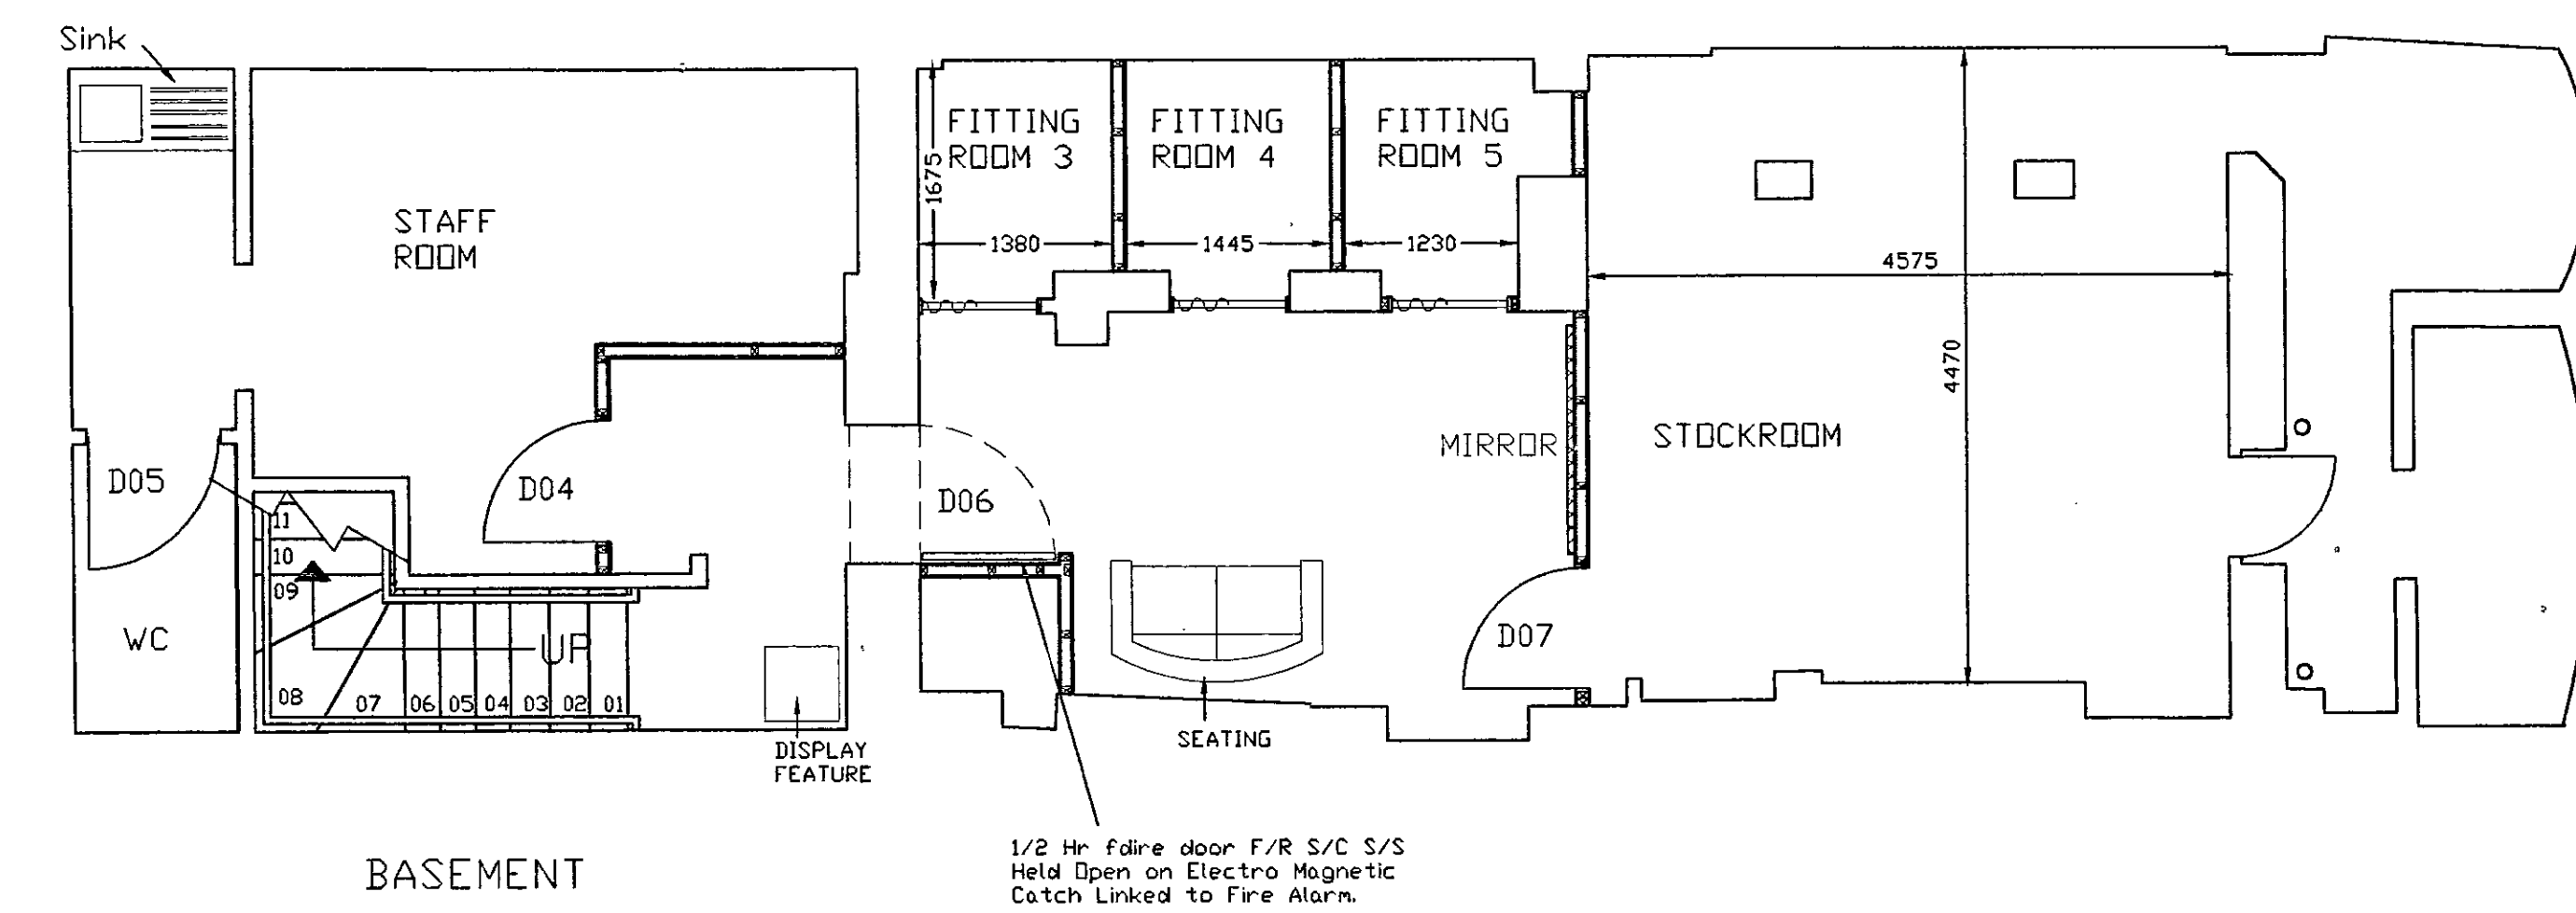 Sink
FITTING
ROOM 3
FITTING
ROOM 4
FITTING
ROOM 5
1675
STAFF
ROOM
1380
1445
1230
4575
4470
MIRROR
STOCKROOM
D05
D04
D06
11
10
09
WC
UP
D07
08
07
06
05
04
03
02
01
DISPLAY
FEATURE
SEATING
1/2 Hr fdire door F/R S/C S/S
Held Open on Electro Magnetic
Catch Linked to Fire Alarm.
BASEMENT